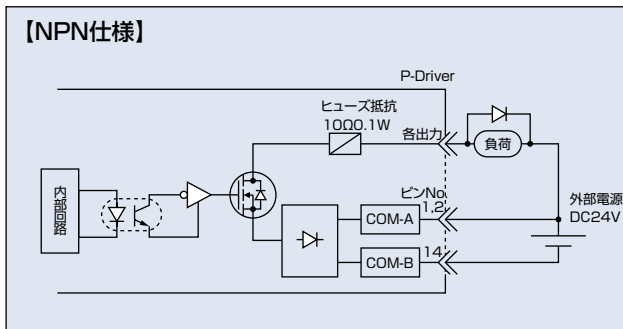 【NPN仕様】
P-Driver
ヒューズ抵抗
10Ω0.1W
各出力
負荷
内部回路
ピンNo
1,2
COM-A
外部電源
DC24V
14
COM-B